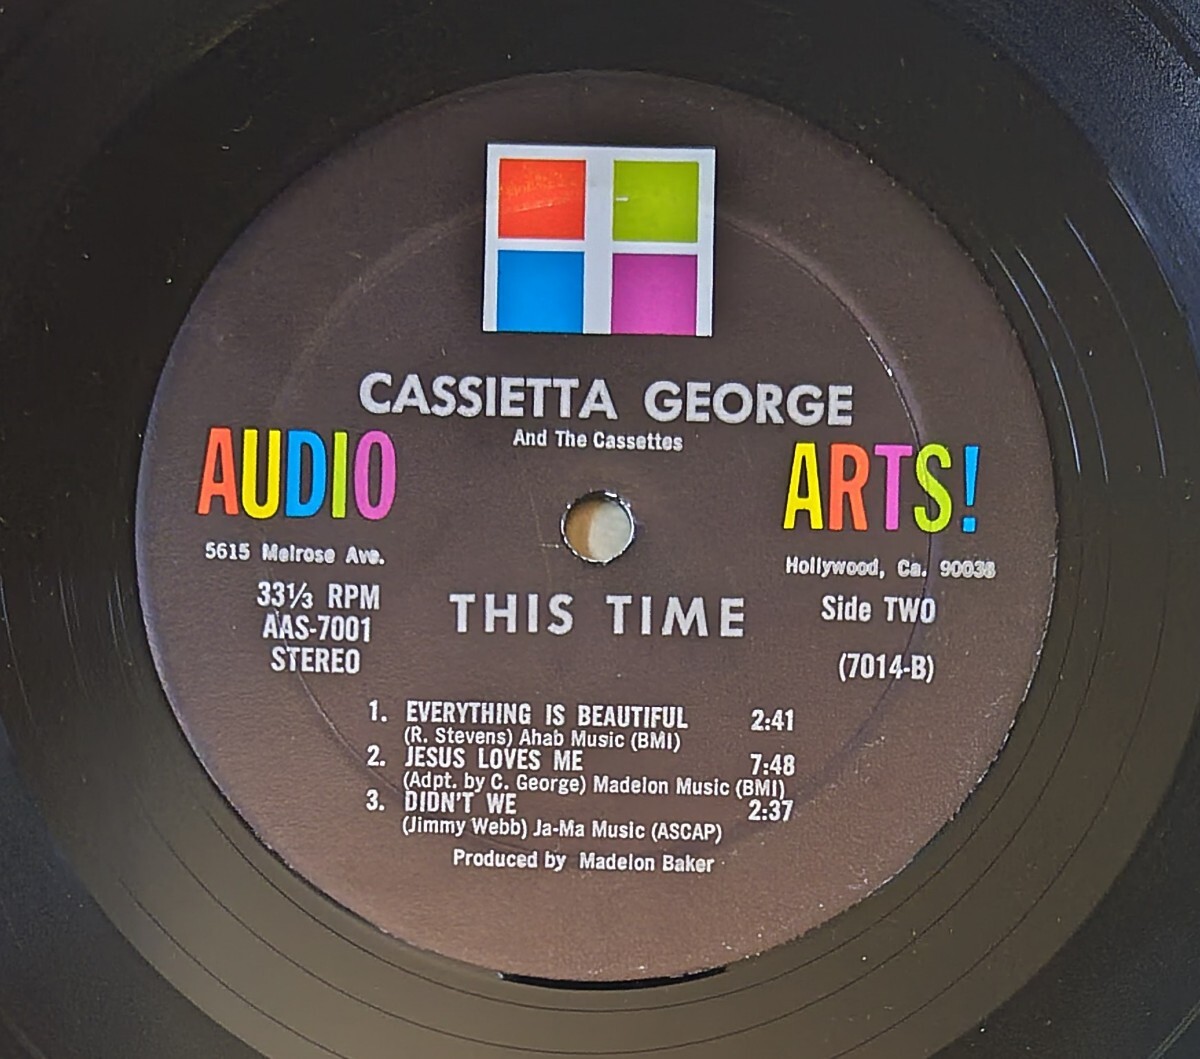 CASSIETTA GEORGE
And The Cassettes
AUDIO ARTS!
5615 Melrose Ave.
Hollywood, Ca. 90038
33⅓ RPM
AAS-7001
STEREO
THIS TIME
Side TWO
(7014-B)
1. EVERYTHING IS BEAUTIFUL 2:41
(R. Stevens) Ahab Music (BMI)
2. JESUS LOVES ME 7:48
(Adpt. by C. George) Madelon Music (BMI)
3. DIDN'T WE 2:37
(Jimmy Webb) Ja-Ma Music (ASCAP)
Produced by Madelon Baker